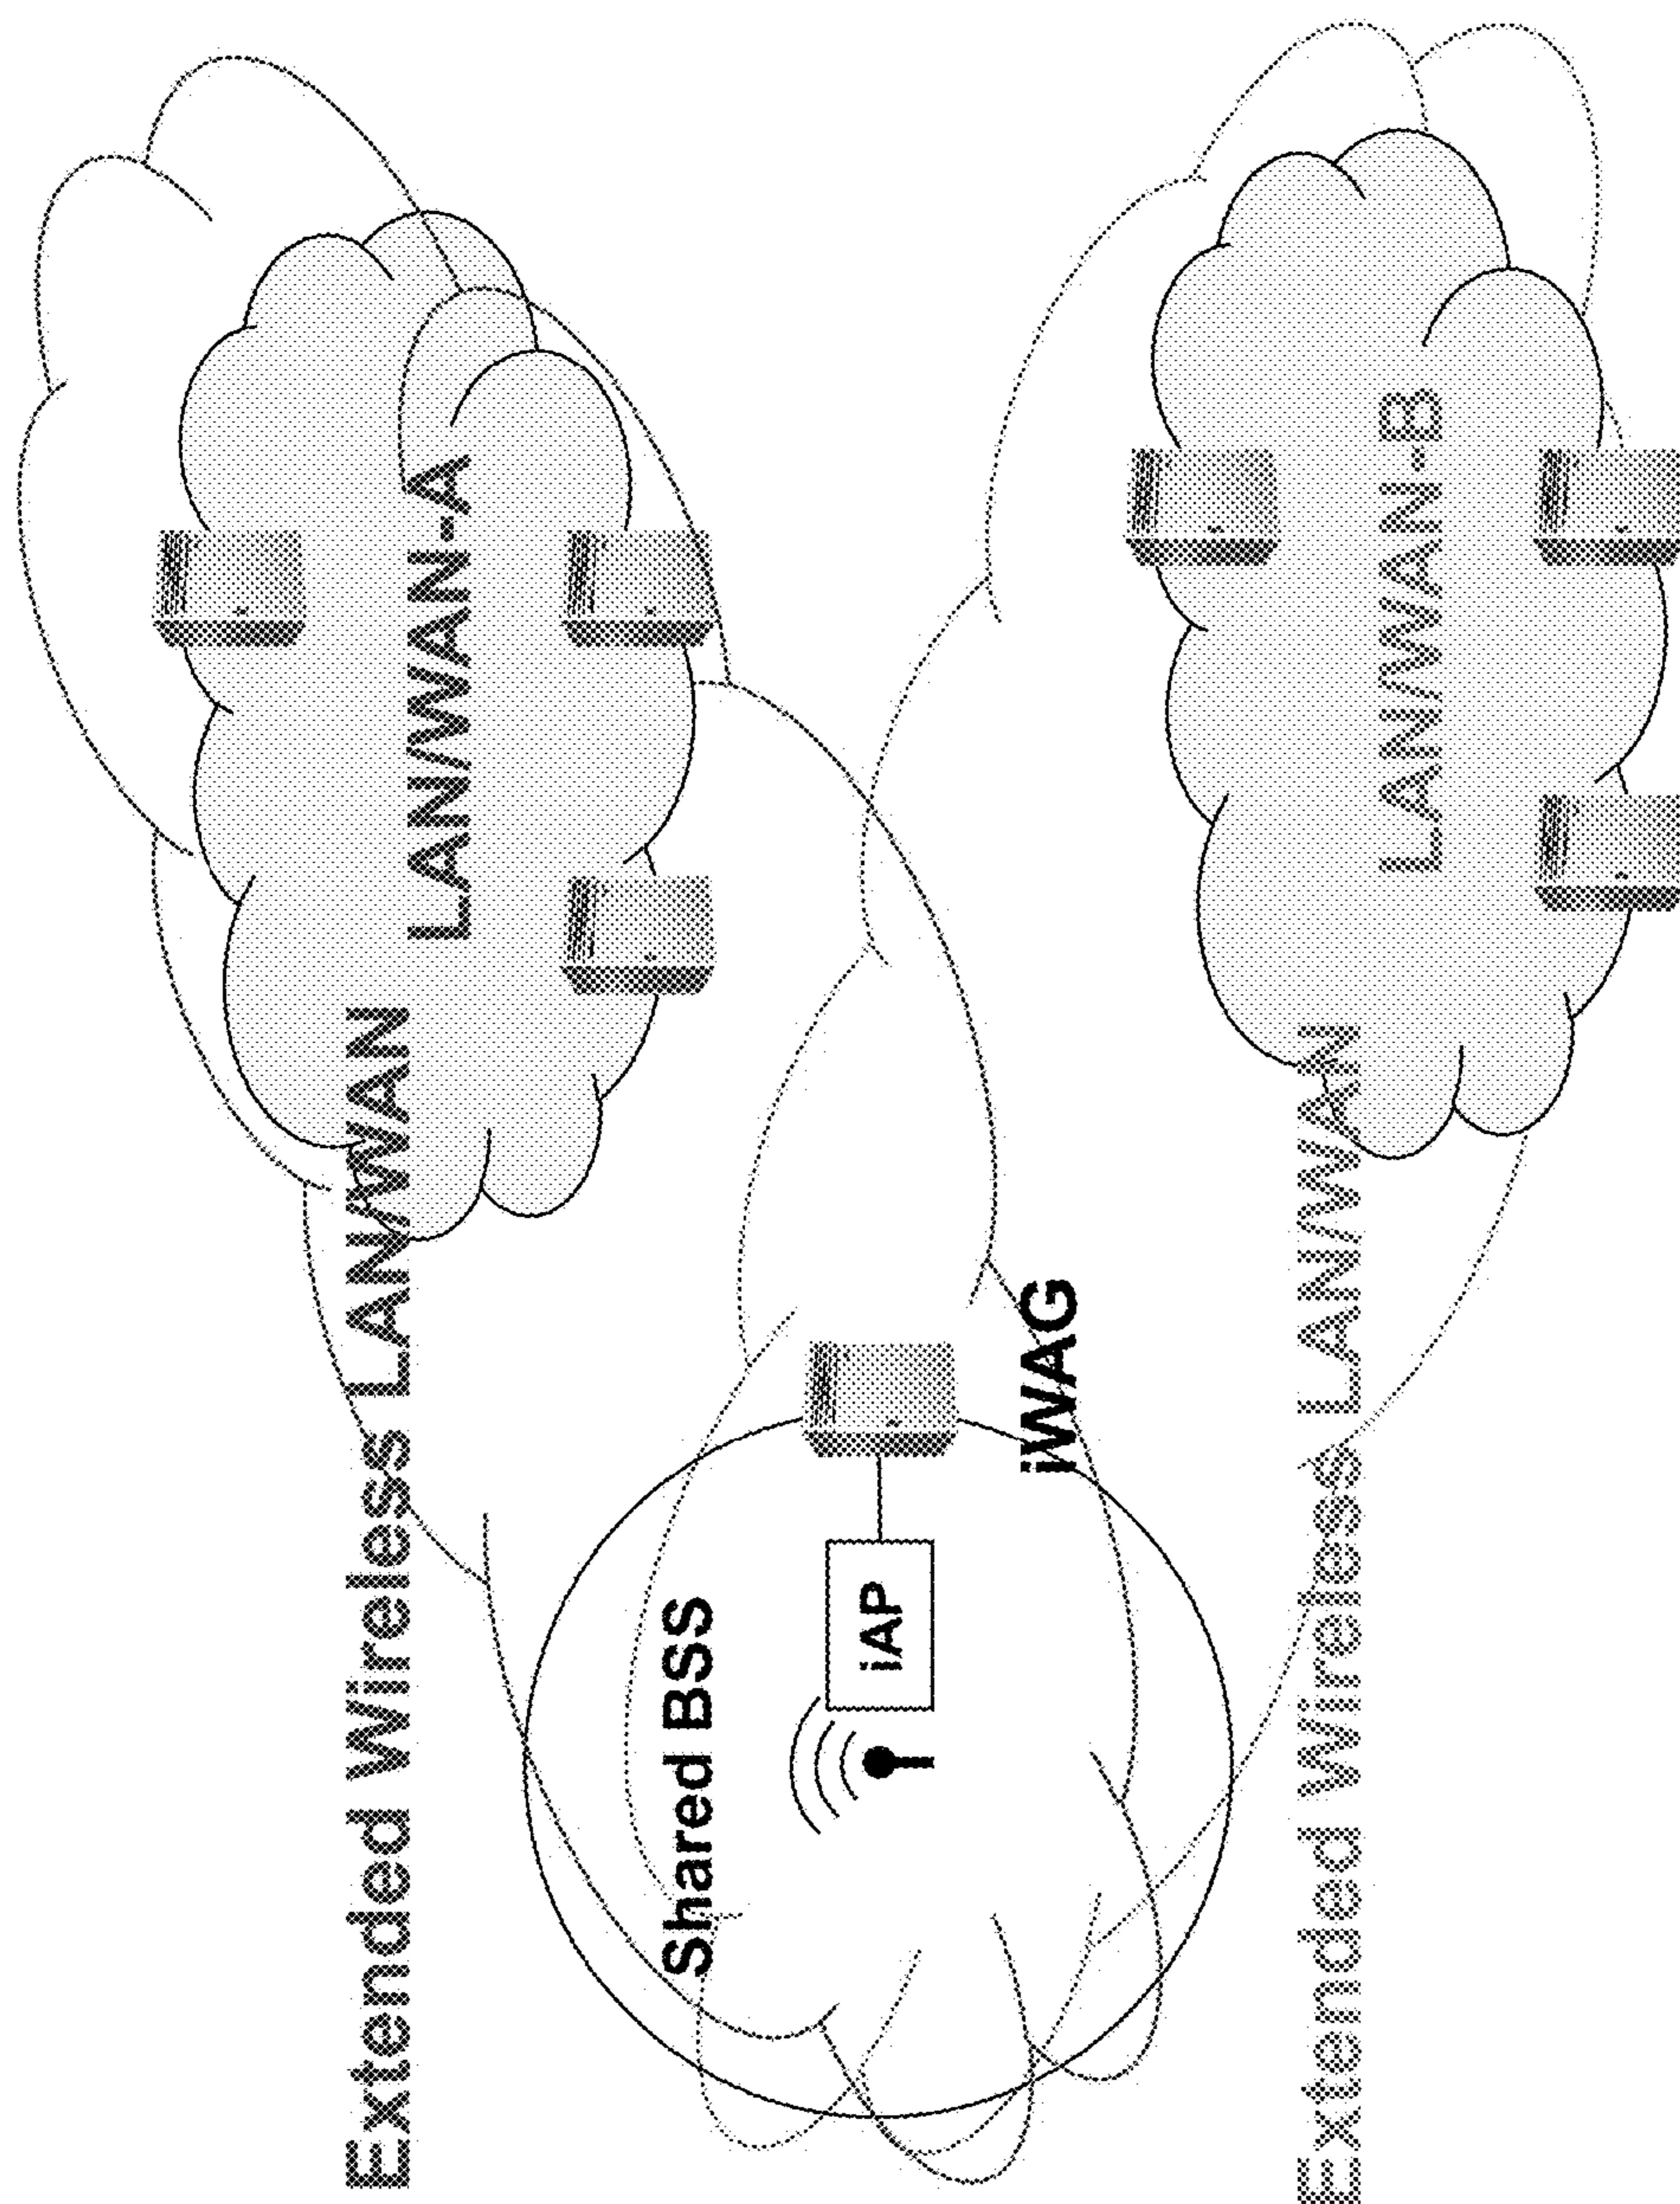 Extended Wireless LAN/WAN
LAN/WAN-A
Shared BSS
iAP
iWAG
Extended Wireless LAN/WAN
LAN/WAN-B